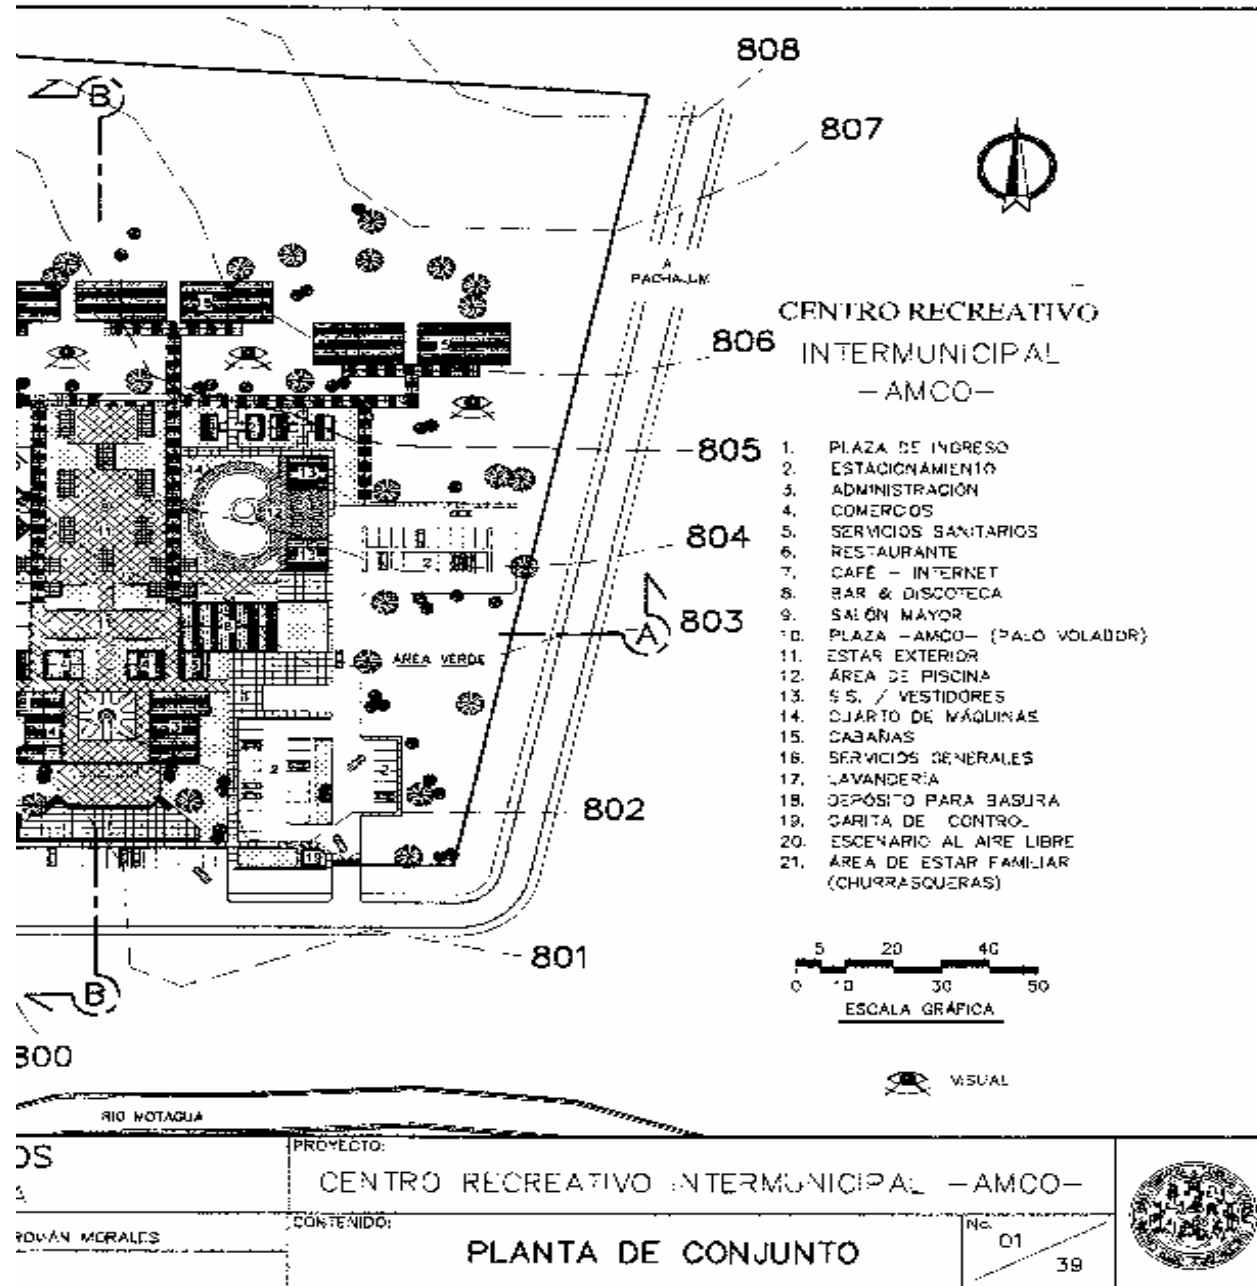 808
B
807
A
PACHALUM
CENTRO RECREATIVO
INTERMUNICIPAL
-AMCO-
806
805
804
803
A
ÁREA VERDE
802
801
B
800
1. PLAZA DE INGRESO
2. ESTACIONAMIENTO
3. ADMINISTRACIÓN
4. COMERCIOS
5. SERVICIOS SANITARIOS
6. RESTAURANTE
7. CAFÉ - INTERNET
8. BAR & DISCOTECA
9. SALÓN MAYOR
10. PLAZA -AMCO- (PALO VOLADOR)
11. ESTAR EXTERIOR
12. ÁREA DE PISCINA
13. S.S. / VESTIDORES
14. CUARTO DE MÁQUINAS
15. CABAÑAS
16. SERVICIOS GENERALES
17. LAVANDERÍA
18. DEPÓSITO PARA BASURA
19. GARITA DE CONTROL
20. ESCENARIO AL AIRE LIBRE
21. ÁREA DE ESTAR FAMILIAR
(CHURRASQUERAS)
5 20 40
0 10 30 50
ESCALA GRÁFICA
VISUAL
RIO MOTAGUA
OS
A
ROMÁN MORALES
PROYECTO:
CENTRO RECREATIVO INTERMUNICIPAL -AMCO-
CONTENIDO:
PLANTA DE CONJUNTO
No.
01
39